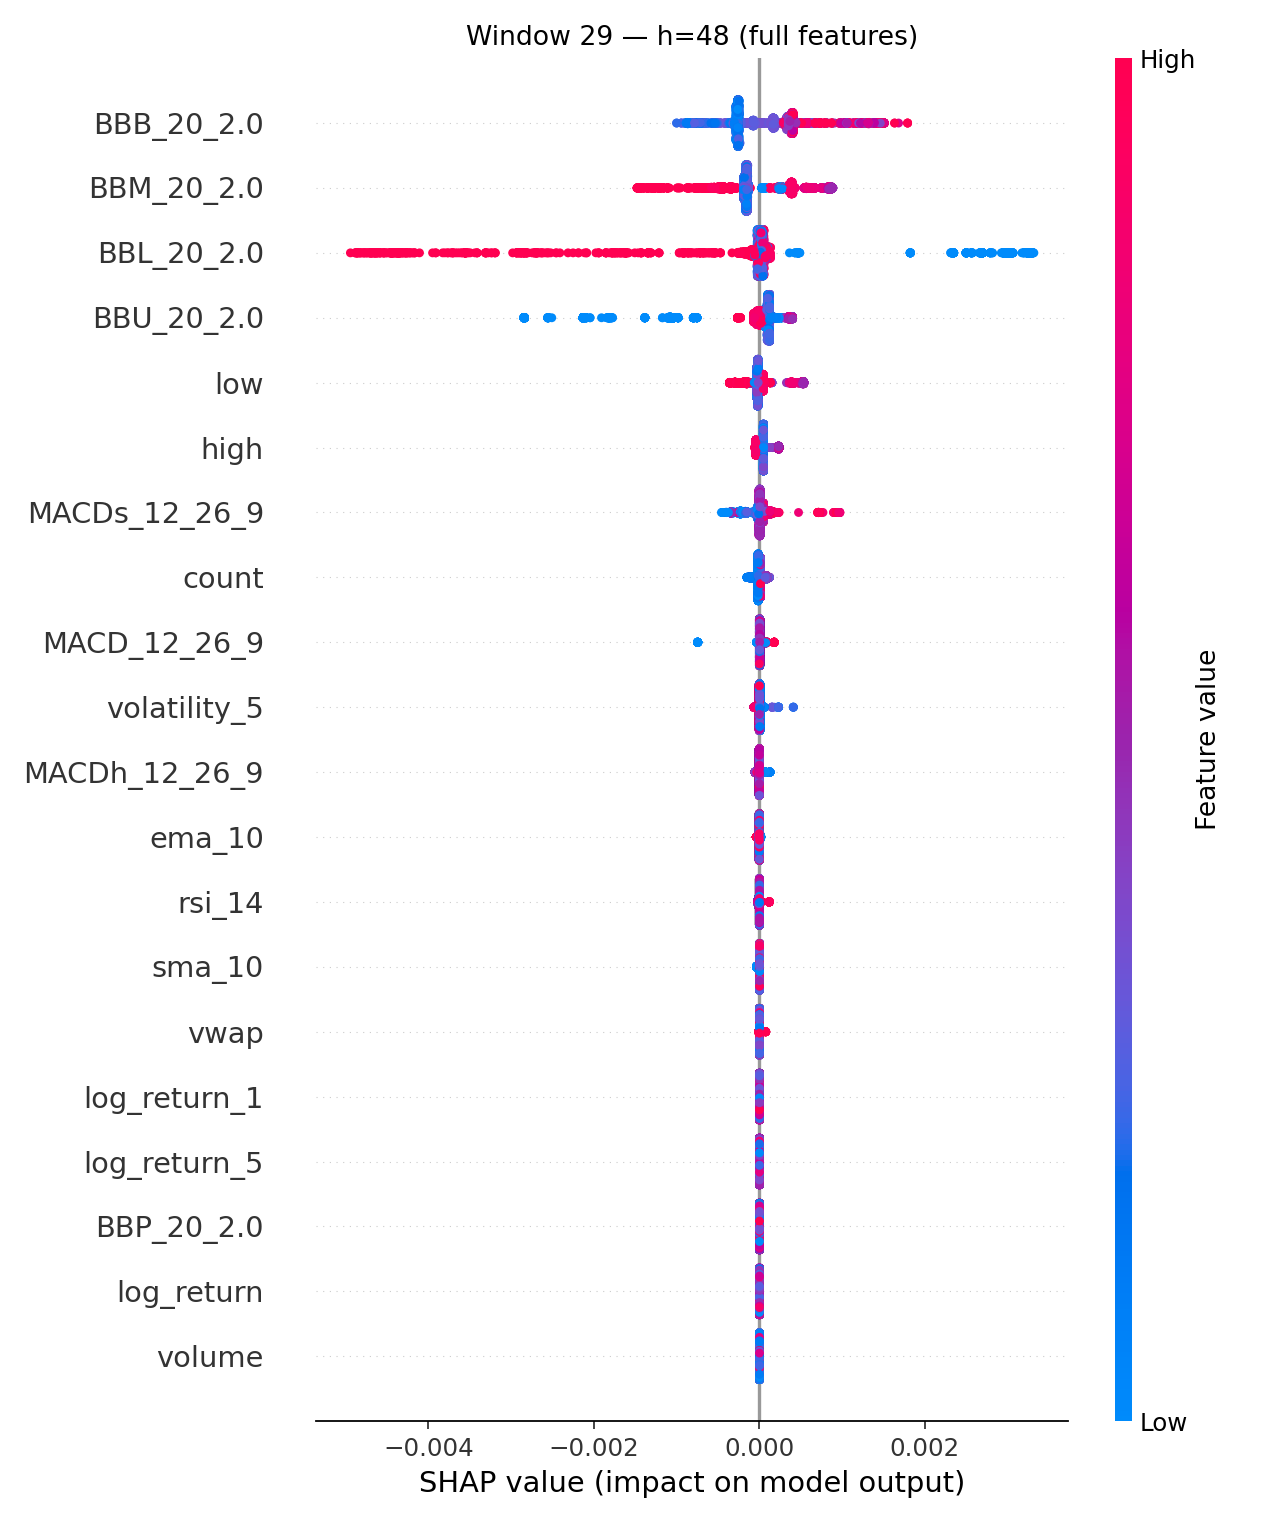 Window 29 — h=48 (full features)
High
BBB_20_2.0
BBM_20_2.0
BBL_20_2.0
BBU_20_2.0
low
high
MACDs_12_26_9
count
MACD_12_26_9
volatility_5
MACDh_12_26_9
ema_10
rsi_14
sma_10
vwap
log_return_1
log_return_5
BBP_20_2.0
log_return
volume
Feature value
Low
−0.004 −0.002 0.000 0.002
SHAP value (impact on model output)